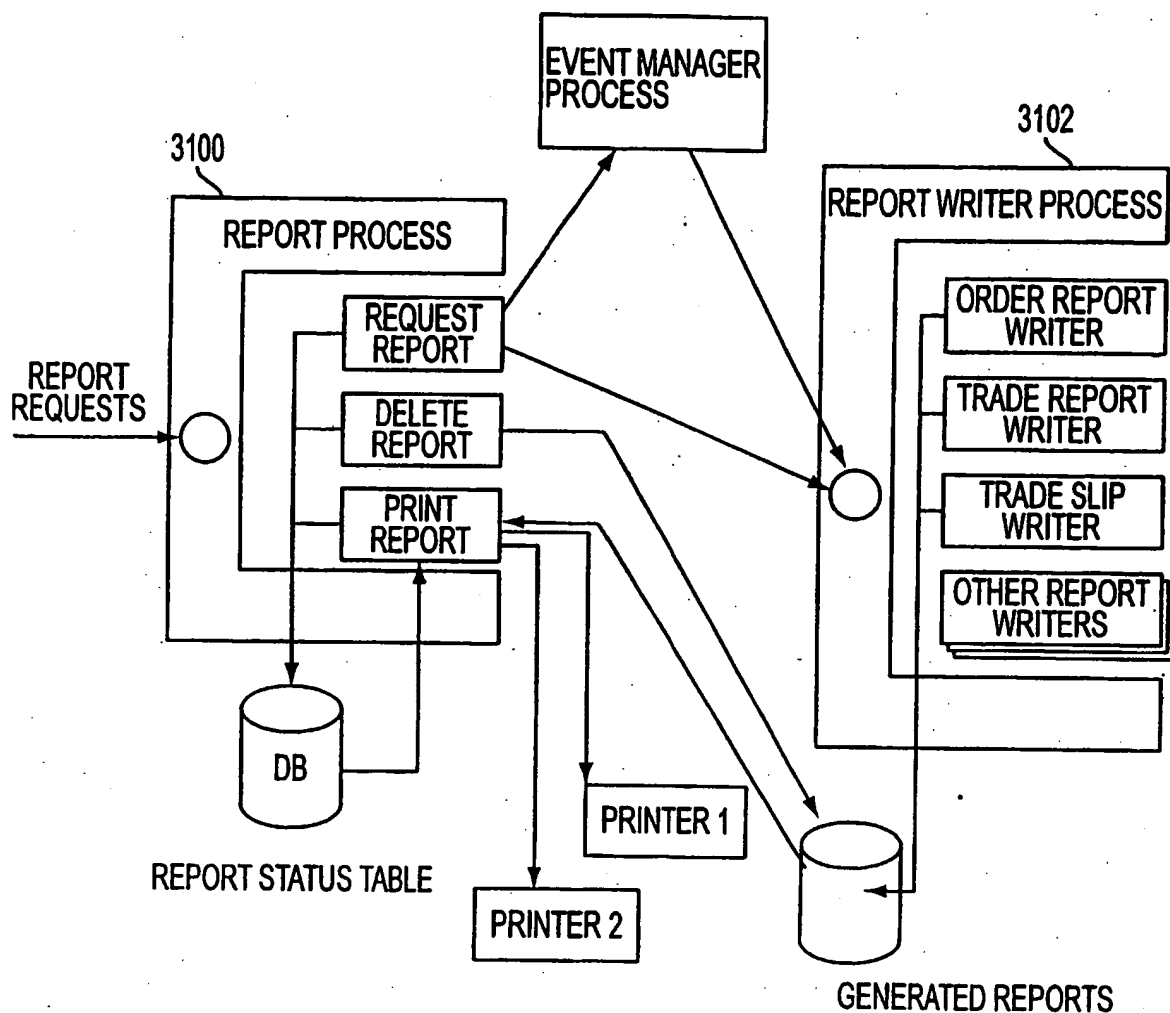 EVENT MANAGER
PROCESS
3100
3102
REPORT PROCESS
REPORT WRITER PROCESS
REQUEST
REPORT
ORDER REPORT
WRITER
REPORT
REQUESTS
DELETE
REPORT
TRADE REPORT
WRITER
PRINT
REPORT
TRADE SLIP
WRITER
OTHER REPORT
WRITERS
DB
PRINTER 1
REPORT STATUS TABLE
PRINTER 2
GENERATED REPORTS